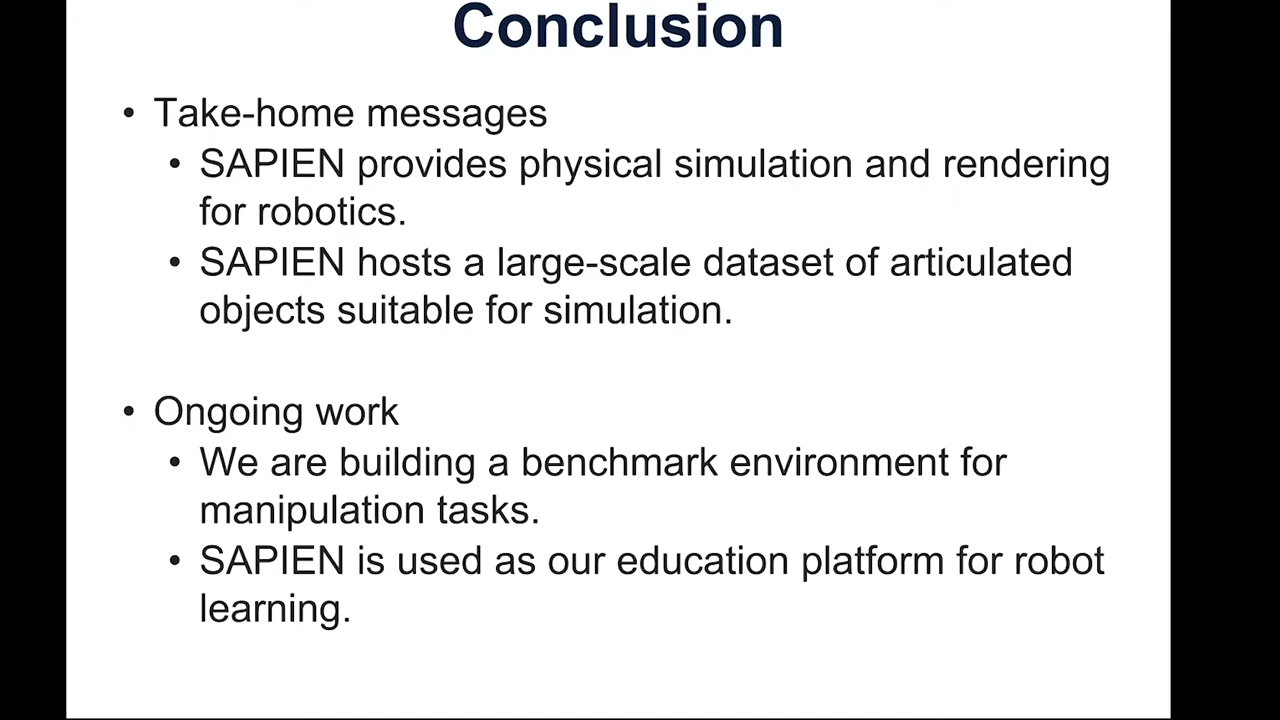 Conclusion
• Take-home messages
• SAPIEN provides physical simulation and rendering
for robotics.
• SAPIEN hosts a large-scale dataset of articulated
objects suitable for simulation.
• Ongoing work
• We are building a benchmark environment for
manipulation tasks.
• SAPIEN is used as our education platform for robot
learning.